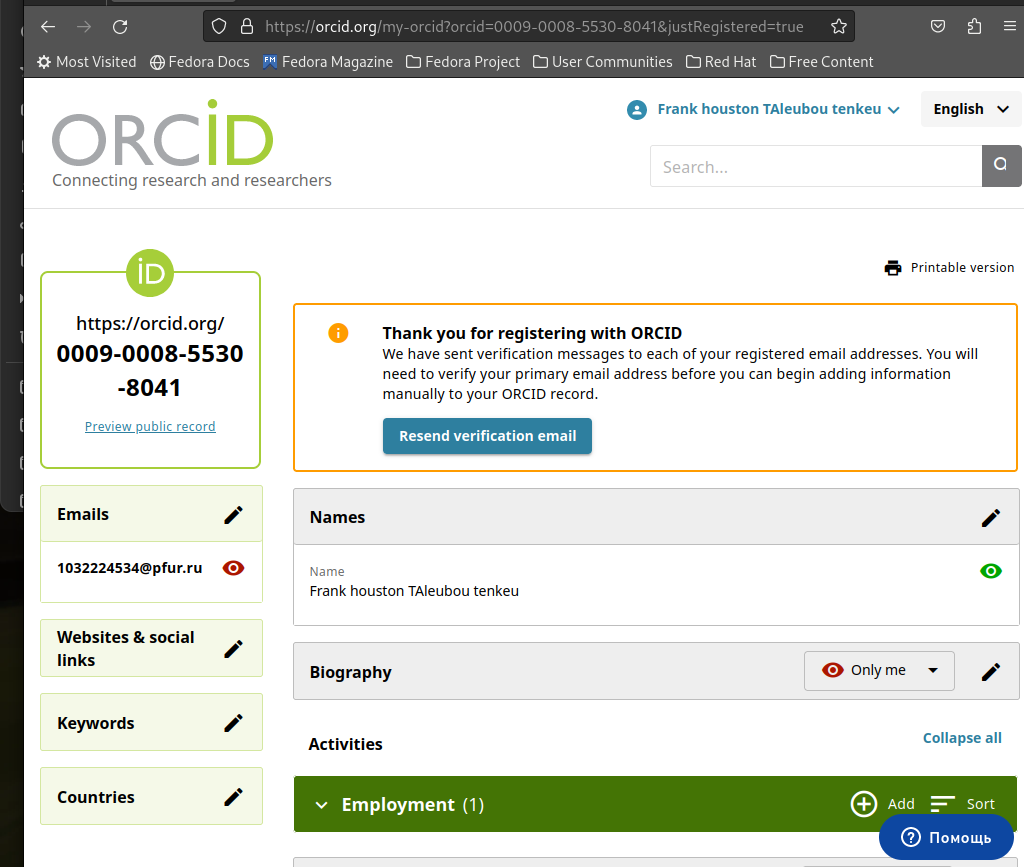 https://orcid.org/my-orcid?orcid=0009-0008-5530-8041&justRegistered=true
Most Visited Fedora Docs Fedora Magazine Fedora Project User Communities Red Hat Free Content
ORCID
Connecting research and researchers
Frank houston TAleubou tenkeu
English
Search...
Printable version
iD
https://orcid.org/
0009-0008-5530
-8041
Preview public record
Thank you for registering with ORCID
We have sent verification messages to each of your registered email addresses. You will
need to verify your primary email address before you can begin adding information
manually to your ORCID record.
Resend verification email
Emails
1032224534@pfur.ru
Websites & social
links
Keywords
Countries
Names
Name
Frank houston TAleubou tenkeu
Biography
Only me
Activities
Collapse all
Employment (1)
Add
Sort
Помощь